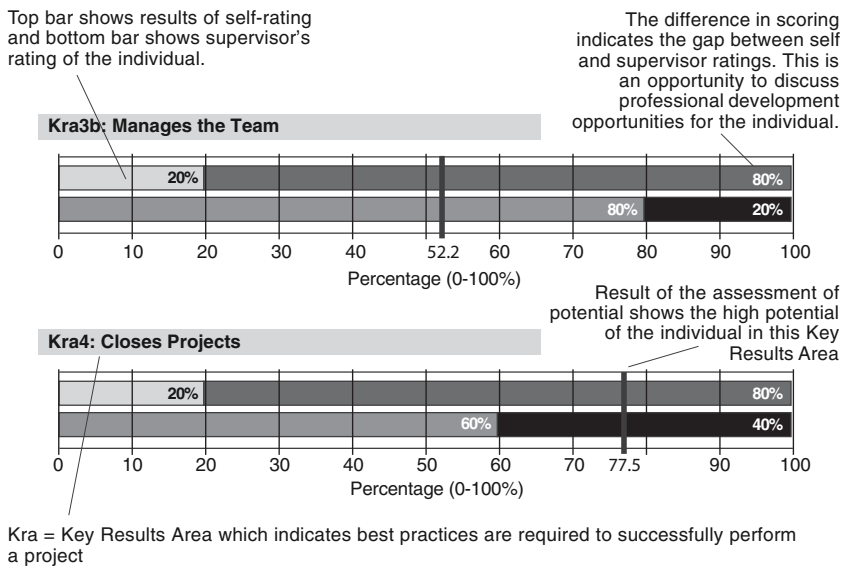 Top bar shows results of self-rating
and bottom bar shows supervisor's
rating of the individual.
The difference in scoring
indicates the gap between self
and supervisor ratings. This is
an opportunity to discuss
professional development
opportunities for the individual.
Kra3b: Manages the Team
20% 80%
80% 20%
0 10 20 30 40 52.2 60 70 80 90 100
Percentage (0-100%)
Result of the assessment of
potential shows the high potential
of the individual in this Key
Results Area
Kra4: Closes Projects
20% 80%
60% 40%
0 10 20 30 40 50 60 70 77.5 90 100
Percentage (0-100%)
Kra = Key Results Area which indicates best practices are required to successfully perform
a project